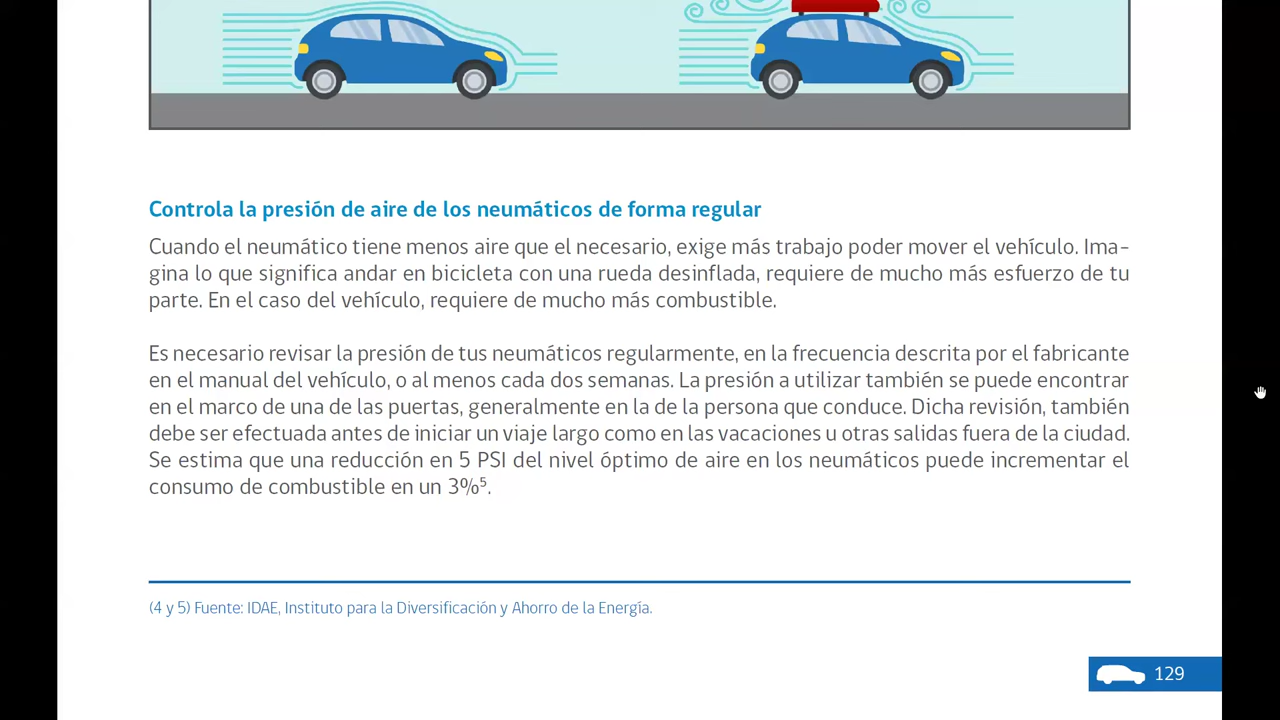 Controla la presión de aire de los neumáticos de forma regular
Cuando el neumático tiene menos aire que el necesario, exige más trabajo poder mover el vehículo. Ima-
gina lo que significa andar en bicicleta con una rueda desinflada, requiere de mucho más esfuerzo de tu
parte. En el caso del vehículo, requiere de mucho más combustible.
Es necesario revisar la presión de tus neumáticos regularmente, en la frecuencia descrita por el fabricante
en el manual del vehículo, o al menos cada dos semanas. La presión a utilizar también se puede encontrar
en el marco de una de las puertas, generalmente en la de la persona que conduce. Dicha revisión, también
debe ser efectuada antes de iniciar un viaje largo como en las vacaciones u otras salidas fuera de la ciudad.
Se estima que una reducción en 5 PSI del nivel óptimo de aire en los neumáticos puede incrementar el
consumo de combustible en un 3%⁵.
(4 y 5) Fuente: IDAE, Instituto para la Diversificación y Ahorro de la Energía.
129